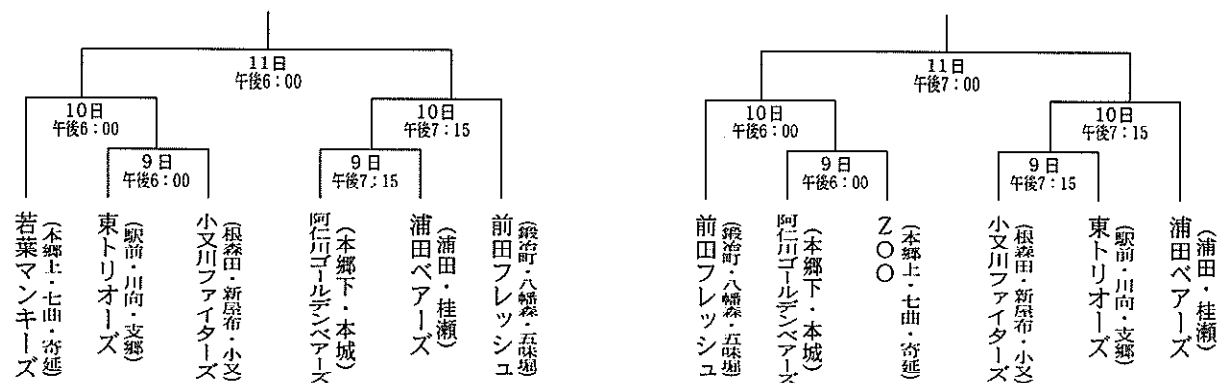 11日
午後6:00
10日
午後6:00
10日
午後7:15
9日
午後6:00
9日
午後7:15
若葉マンキーズ
(本郷上・七曲・寄延)
東トリオーズ
(駅前・川向・支郷)
小又川ファイターズ
(根森田・新屋布・小又)
阿仁川ゴールデンベアーズ
(本郷下・本城)
浦田ベアーズ
(浦田・桂瀬)
前田フレッシュ
(鍛治町・八幡森・五味堀)
11日
午後7:00
10日
午後6:00
10日
午後7:15
9日
午後6:00
9日
午後7:15
前田フレッシュ
(鍛治町・八幡森・五味堀)
阿仁川ゴールデンベアーズ
(本郷下・本城)
ZOO
(本郷上・七曲・寄延)
小又川ファイターズ
(根森田・新屋布・小又)
東トリオーズ
(駅前・川向・支郷)
浦田ベアーズ
(浦田・桂瀬)